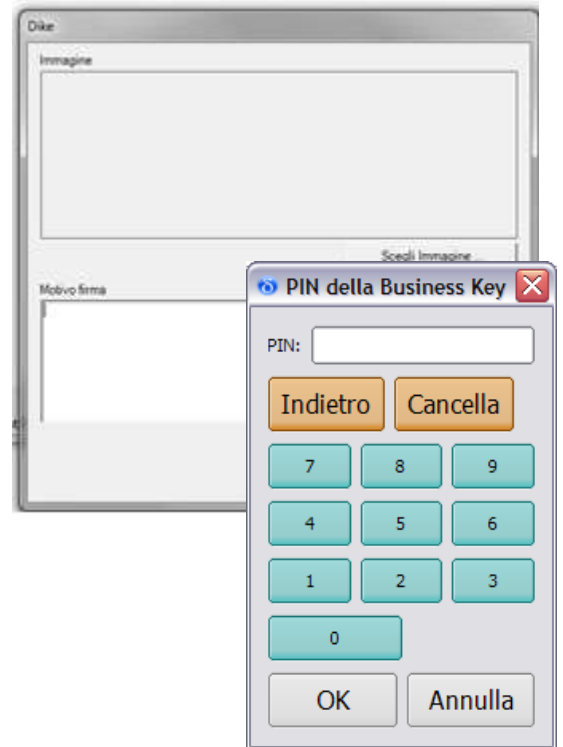 Dike
Immagine
Scegli Immagine ...
Motivo firma
PIN della Business Key
PIN:
Indietro Cancella
7 8 9
4 5 6
1 2 3
0
OK Annulla